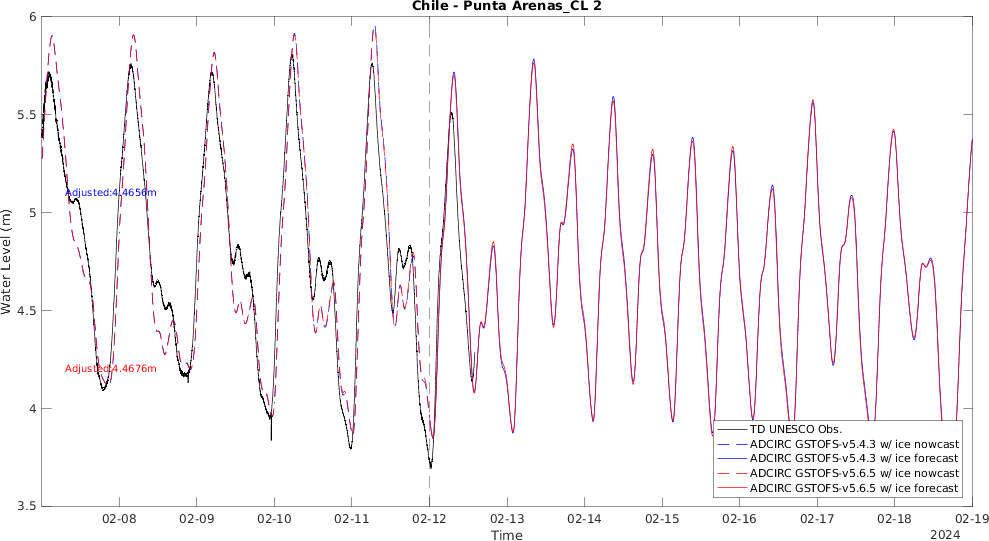 Chile - Punta Arenas_CL 2
6
5.5
5
4.5
4
3.5
Water Level (m)
Adjusted:4.4656m
Adjusted:4.4676m
TD UNESCO Obs.
ADCIRC GSTOFS-v5.4.3 w/ ice nowcast
ADCIRC GSTOFS-v5.4.3 w/ ice forecast
ADCIRC GSTOFS-v5.6.5 w/ ice nowcast
ADCIRC GSTOFS-v5.6.5 w/ ice forecast
02-08 02-09 02-10 02-11 02-12 02-13 02-14 02-15 02-16 02-17 02-18 02-19
Time
2024